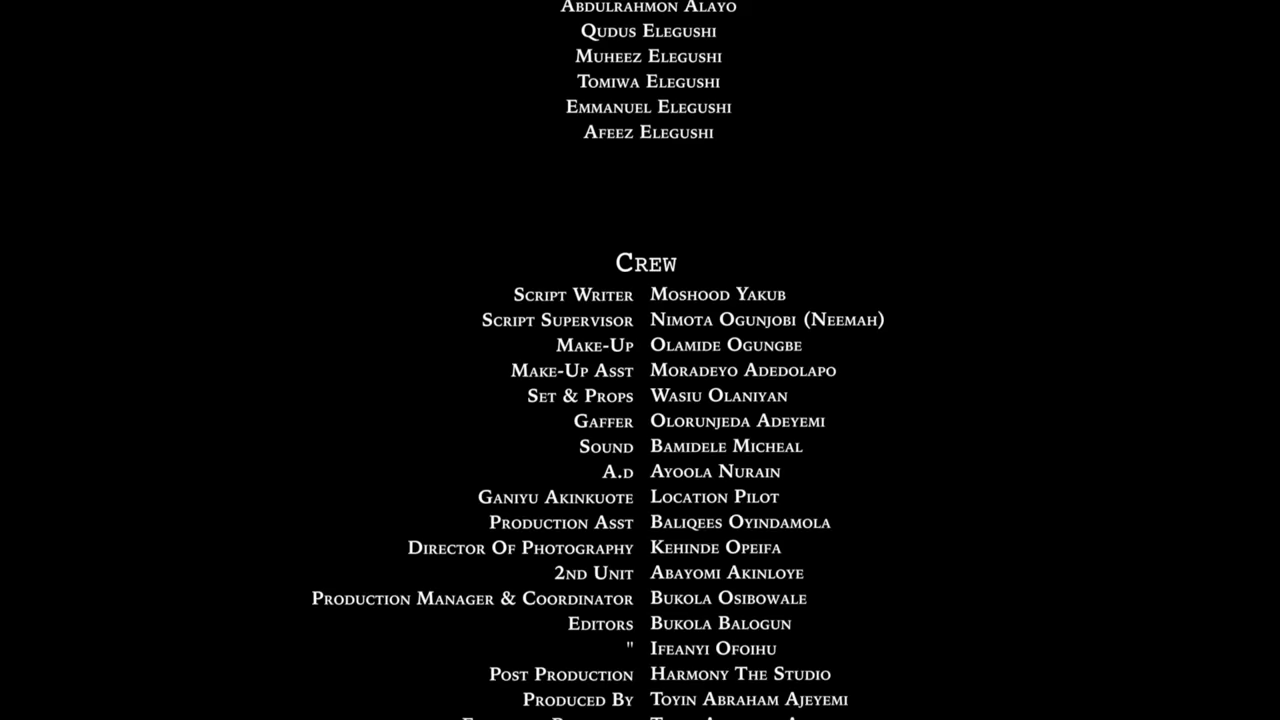 Abdulrahmon Alayo
Qudus Elegushi
Muheez Elegushi
Tomiwa Elegushi
Emmanuel Elegushi
Afeez Elegushi
Crew
Script Writer Moshood Yakub
Script Supervisor Nimota Ogunjobi (Neemah)
Make-Up Olamide Ogungbe
Make-Up Asst Moradeyo Adedolapo
Set & Props Wasiu Olaniyan
Gaffer Olorunjeda Adeyemi
Sound Bamidele Micheal
A.d Ayoola Nurain
Ganiyu Akinkuote Location Pilot
Production Asst Baliqees Oyindamola
Director Of Photography Kehinde Opeifa
2nd Unit Abayomi Akinloye
Production Manager & Coordinator Bukola Osibowale
Editors Bukola Balogun
" Ifeanyi Ofoihu
Post Production Harmony The Studio
Produced By Toyin Abraham Ajeyemi